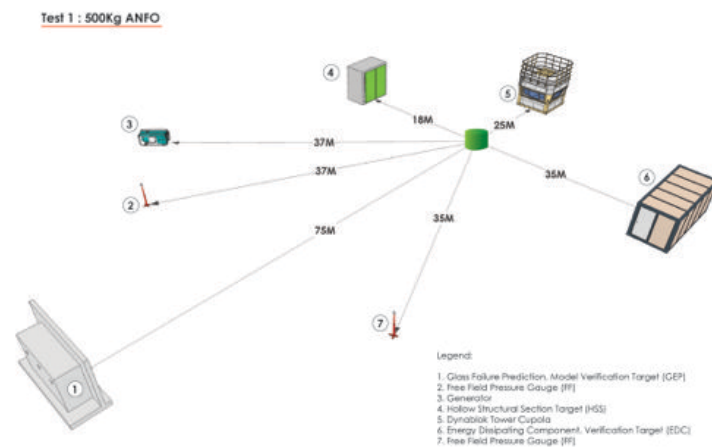 Test 1 : 500Kg ANFO
4
5
18M
25M
3
37M
37M
35M
6
2
75M
35M
7
1
Legend:
1. Glass Failure Prediction, Model Verification Target (GEP)
2. Free Field Pressure Gauge (FF)
3. Generator
4. Hollow Structural Section Target (HSS)
5. Dynablok Tower Cupola
6. Energy Dissipating Component, Verification Target (EDC)
7. Free Field Pressure Gauge (FF)